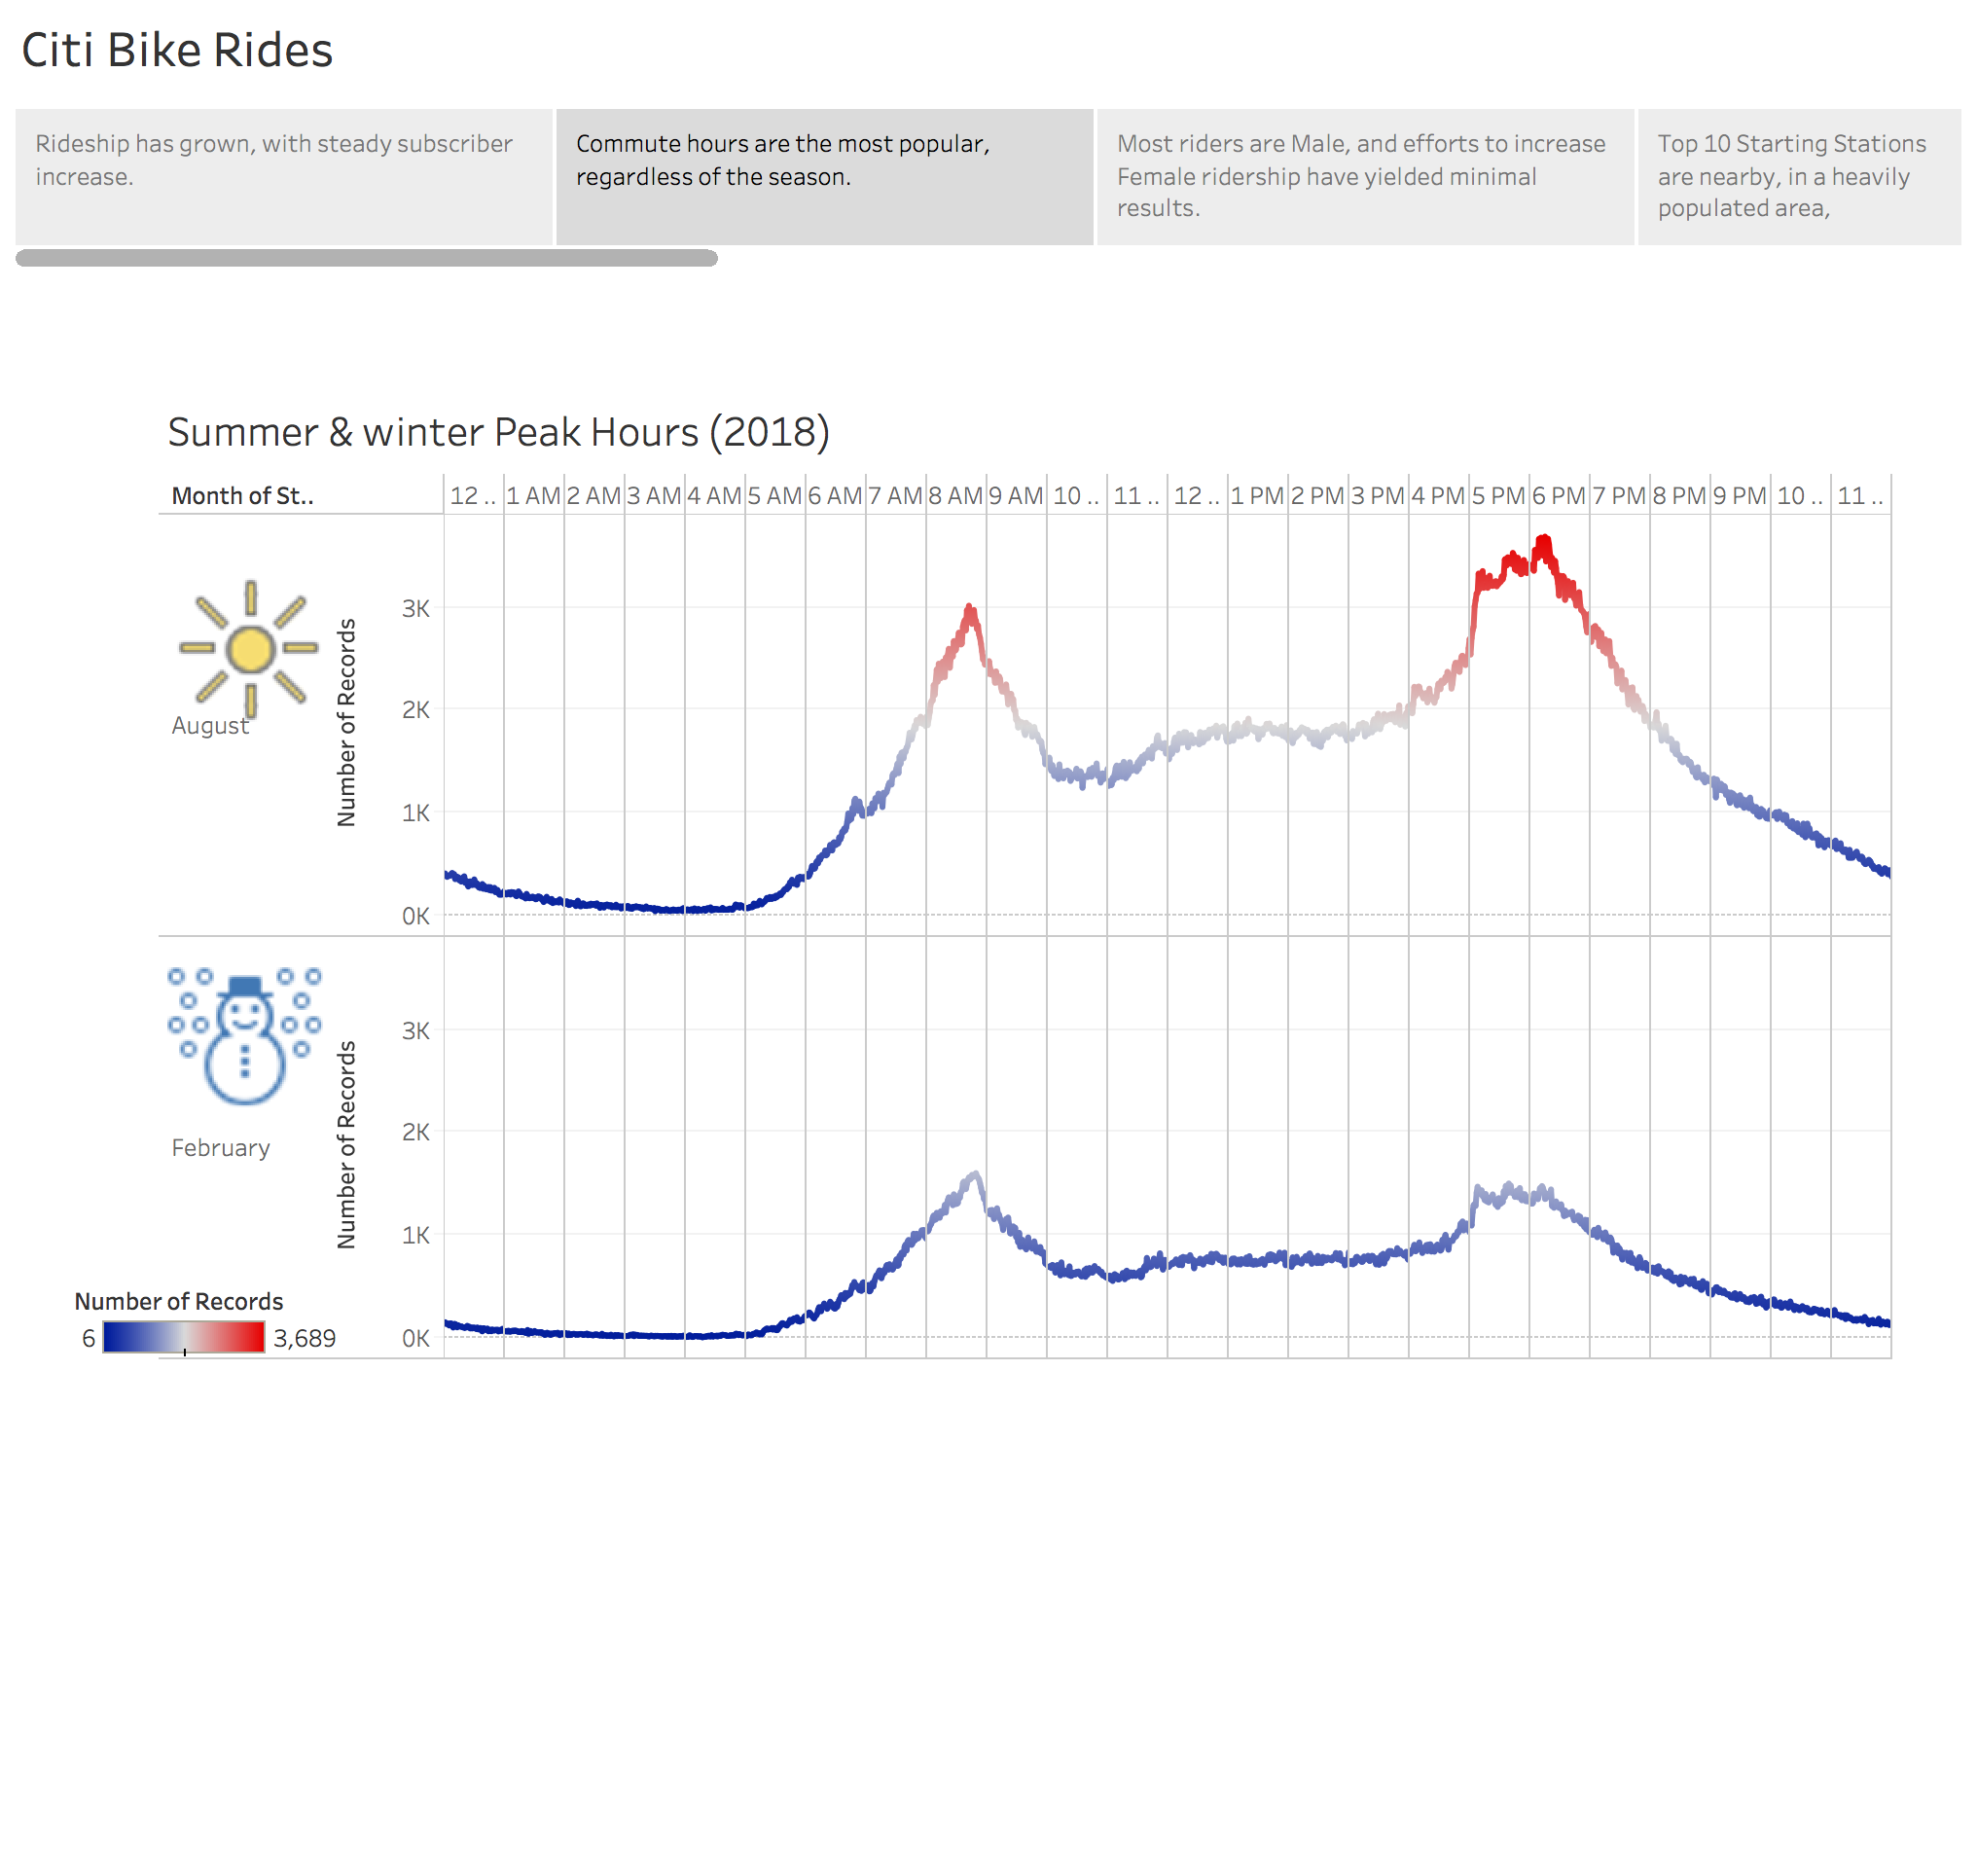 Citi Bike Rides
Rideship has grown, with steady subscriber
increase.
Commute hours are the most popular,
regardless of the season.
Most riders are Male, and efforts to increase
Female ridership have yielded minimal
results.
Top 10 Starting Stations
are nearby, in a heavily
populated area,
Summer & winter Peak Hours (2018)
Month of St..
12 .. 1 AM 2 AM 3 AM 4 AM 5 AM 6 AM 7 AM 8 AM 9 AM 10 .. 11 .. 12 .. 1 PM 2 PM 3 PM 4 PM 5 PM 6 PM 7 PM 8 PM 9 PM 10 .. 11 ..
August
Number of Records
3K
2K
1K
0K
February
Number of Records
3K
2K
1K
0K
Number of Records
6 3,689